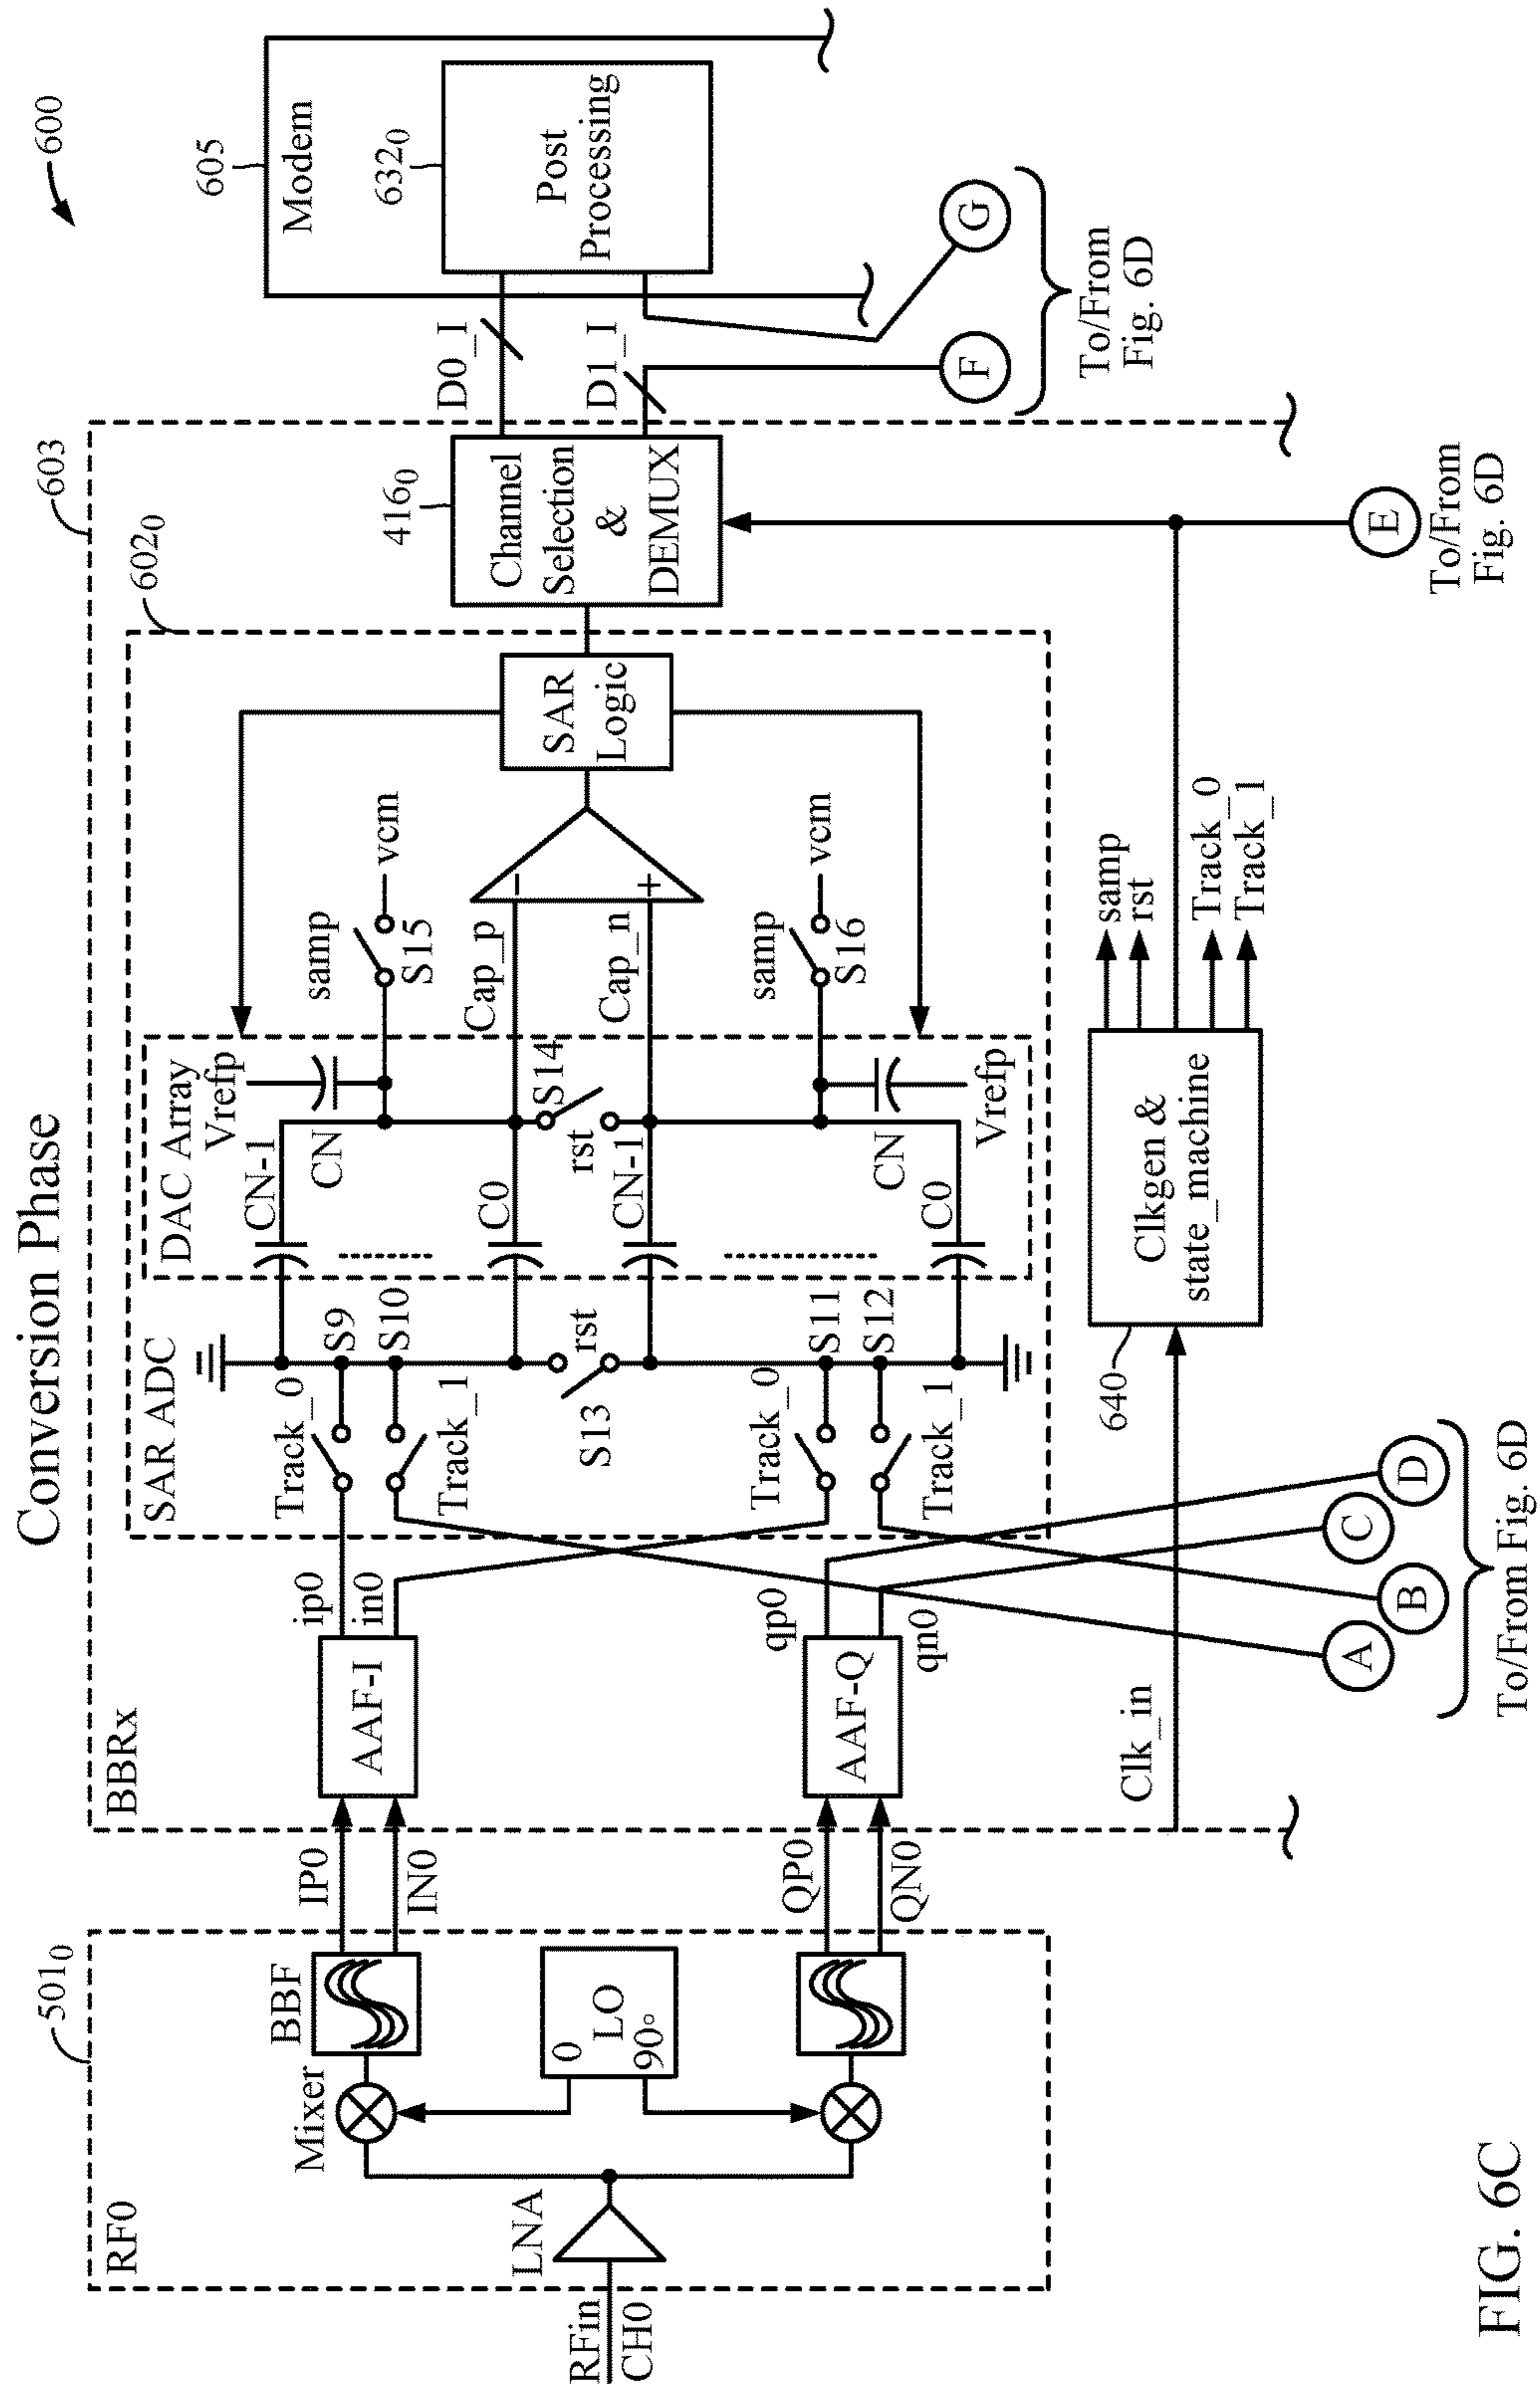 Conversion Phase
600
501₀
RF0
RFin
CH0
LNA
Mixer
BBF
0
LO
90°
IP0
IN0
QP0
QN0
603
BBRx
AAF-I
ip0
in0
AAF-Q
qp0
qn0
602₀
SAR ADC
Track_0
S9
S10
Track_1
rst
S13
Track_0
S11
S12
Track_1
DAC Array
Vrefp
CN-1
CN
C0
S14
rst
CN-1
CN
C0
Vrefp
samp
S15
vcm
Cap_p
Cap_n
samp
S16
vcm
−
+
SAR
Logic
416₀
Channel
Selection
&
DEMUX
D0_I
D1_I
605
Modem
632₀
Post
Processing
F
G
To/From
Fig. 6D
Clk_in
640
Clkgen &
state_machine
samp
rst
Track_0
Track_1
E
To/From
Fig. 6D
A
B
C
D
To/From Fig. 6D
FIG. 6C